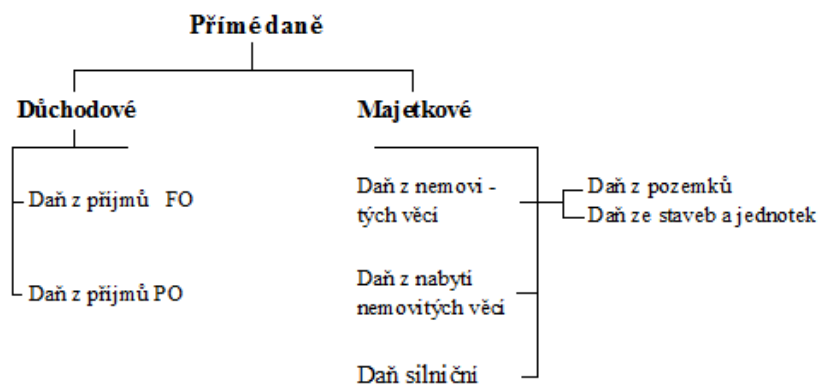 Přímé daně
Důchodové
Majetkové
Daň z příjmů FO
Daň z příjmů PO
Daň z nemovi -
tých věcí
Daň z pozemků
Daň ze staveb a jednotek
Daň z nabytí
nemovitých věcí
Daň silniční